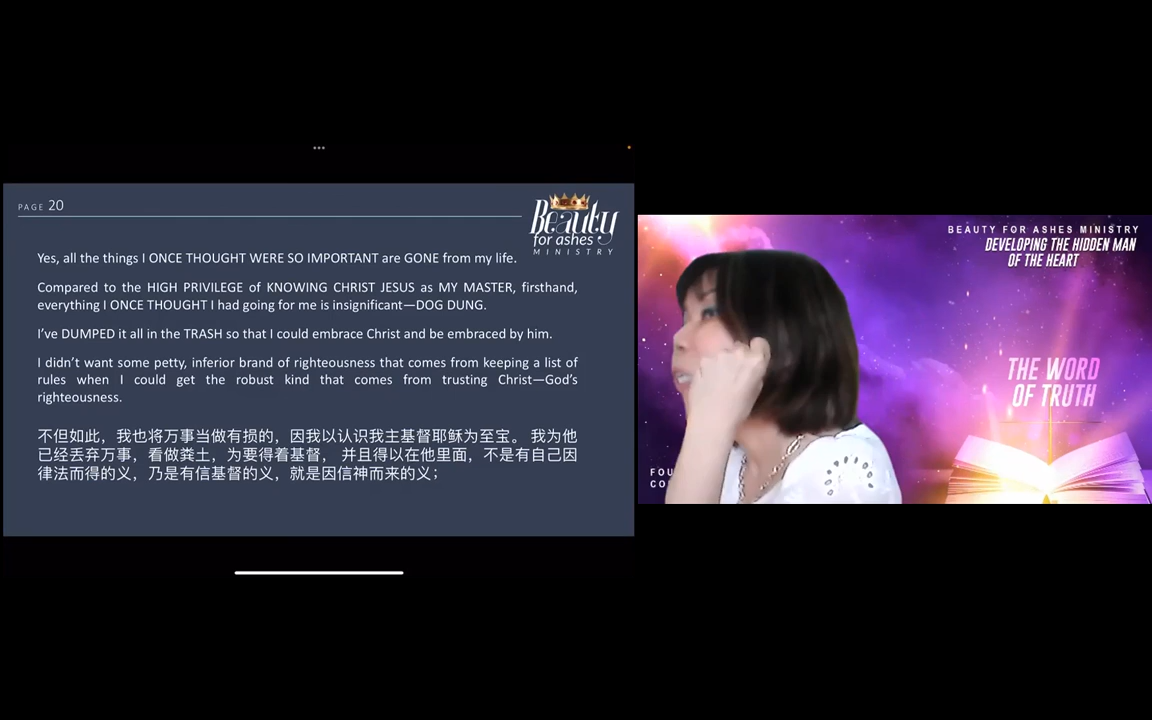 PAGE 20
Beauty
for ashes
MINISTRY
Yes, all the things I ONCE THOUGHT WERE SO IMPORTANT are GONE from my life.
Compared to the HIGH PRIVILEGE of KNOWING CHRIST JESUS as MY MASTER, firsthand,
everything I ONCE THOUGHT I had going for me is insignificant—DOG DUNG.
I’ve DUMPED it all in the TRASH so that I could embrace Christ and be embraced by him.
I didn’t want some petty, inferior brand of righteousness that comes from keeping a list of
rules when I could get the robust kind that comes from trusting Christ—God’s
righteousness.
不但如此，我也将万事当做有损的，因我以认识我主基督耶稣为至宝。 我为他
已经丢弃万事，看做粪土，为要得着基督， 并且得以在他里面，不是有自己因
律法而得的义，乃是有信基督的义，就是因信神而来的义；
BEAUTY FOR ASHES MINISTRY
DEVELOPING THE HIDDEN MAN
OF THE HEART
THE WORD
OF TRUTH